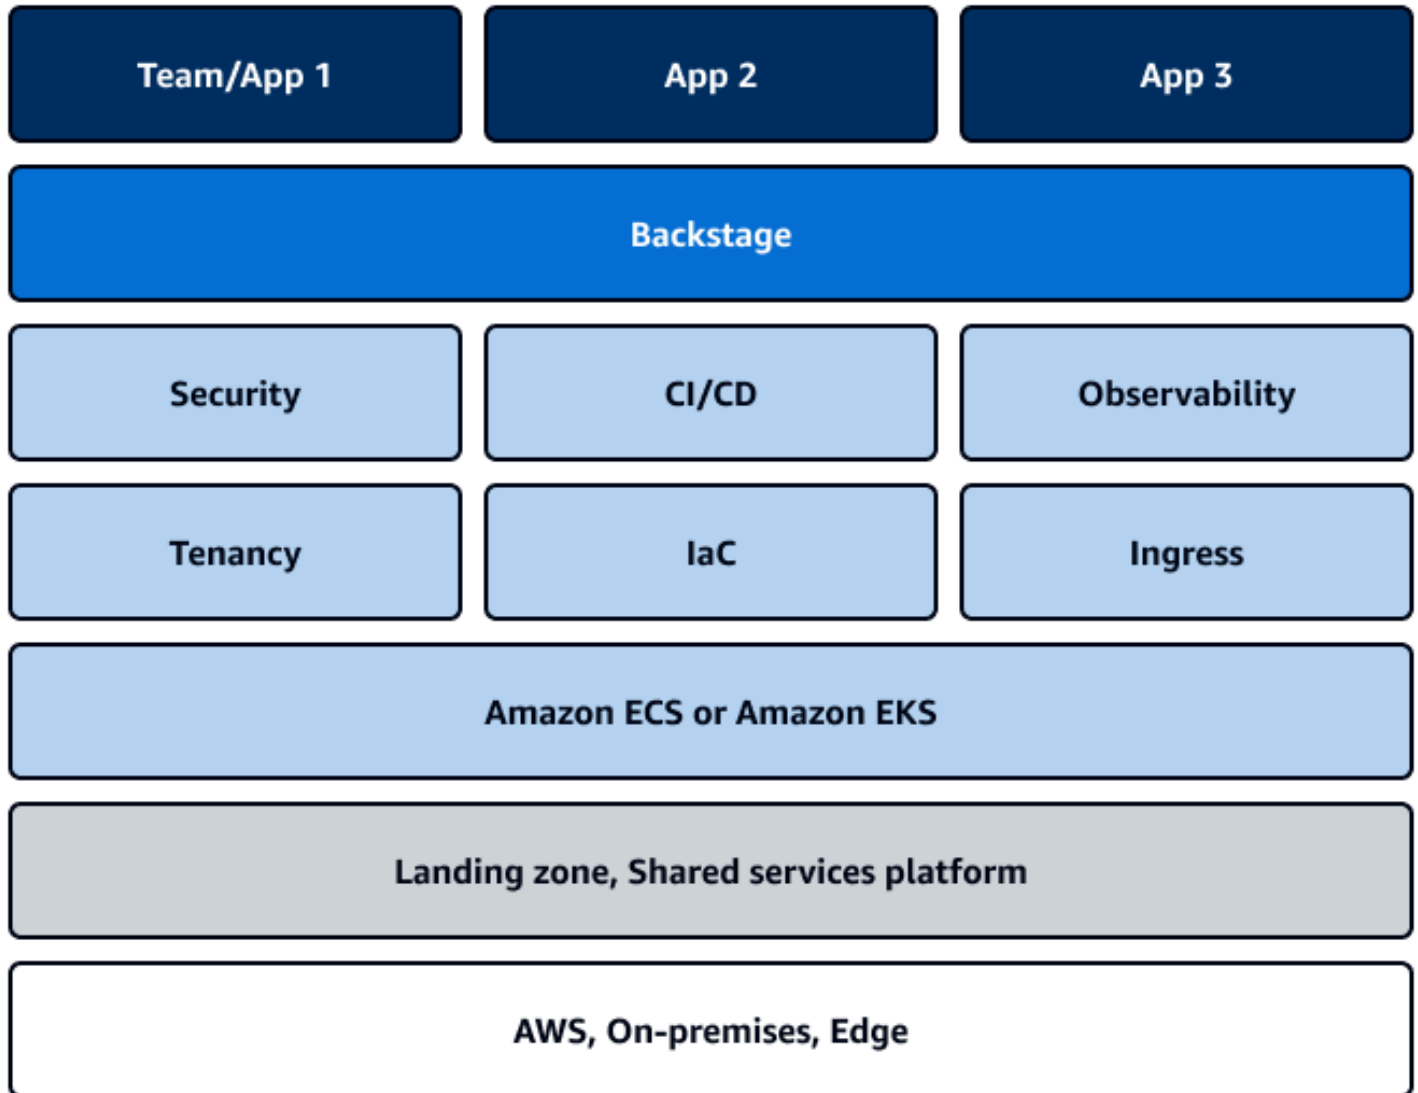 Team/App 1
App 2
App 3
Backstage
Security
CI/CD
Observability
Tenancy
IaC
Ingress
Amazon ECS or Amazon EKS
Landing zone, Shared services platform
AWS, On-premises, Edge